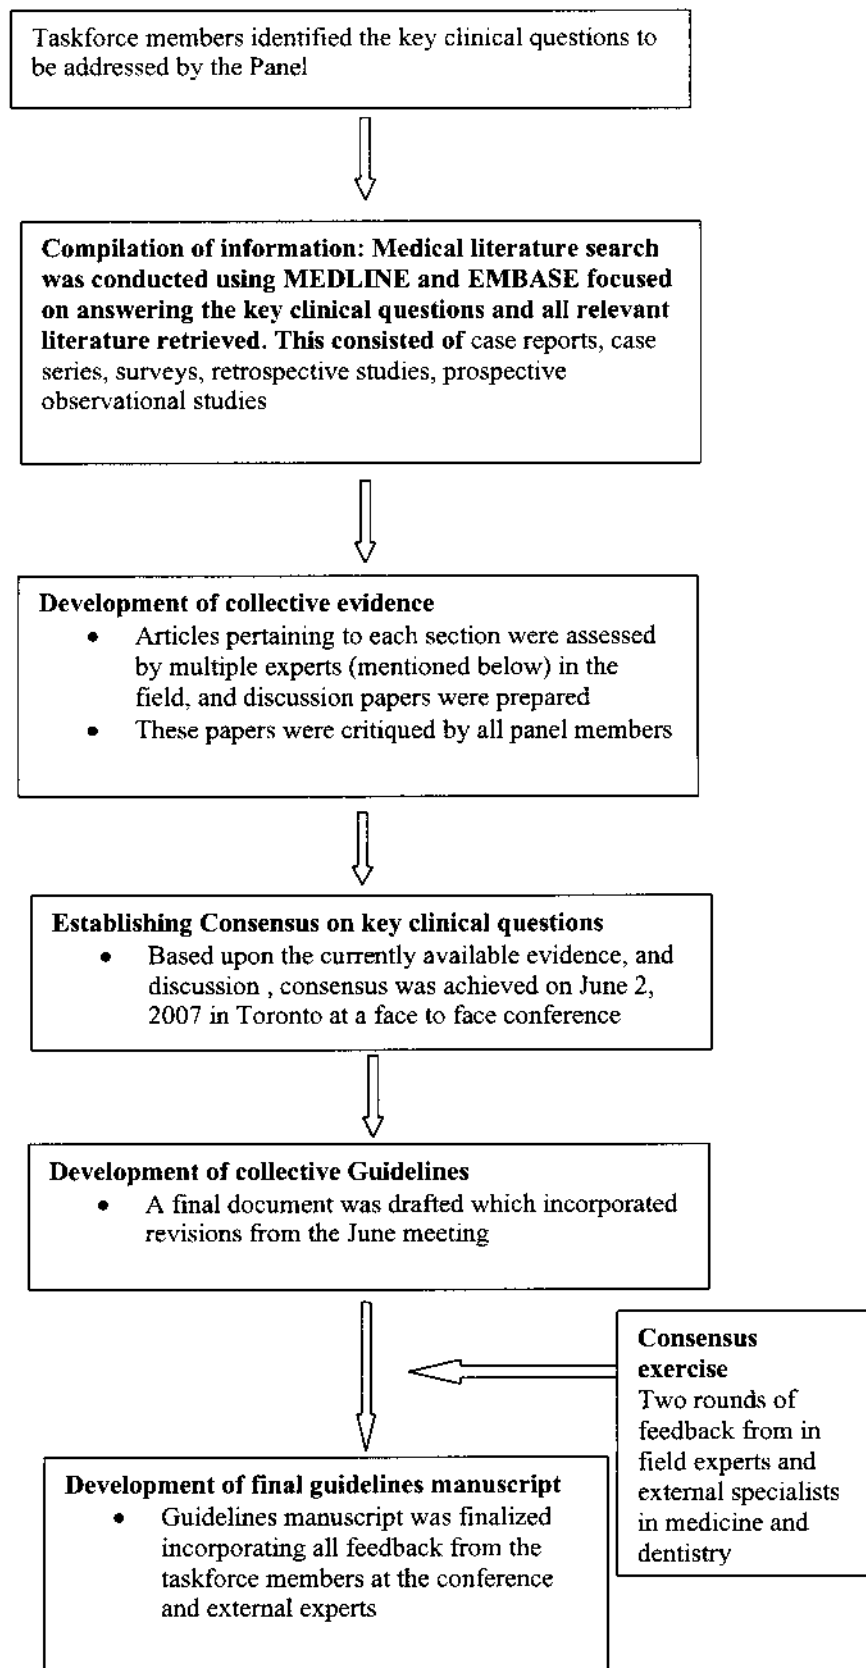 Taskforce members identified the key clinical questions to
be addressed by the Panel
Compilation of information: Medical literature search
was conducted using MEDLINE and EMBASE focused
on answering the key clinical questions and all relevant
literature retrieved. This consisted of case reports, case
series, surveys, retrospective studies, prospective
observational studies
Development of collective evidence
• Articles pertaining to each section were assessed
by multiple experts (mentioned below) in the
field, and discussion papers were prepared
• These papers were critiqued by all panel members
Establishing Consensus on key clinical questions
• Based upon the currently available evidence, and
discussion , consensus was achieved on June 2,
2007 in Toronto at a face to face conference
Development of collective Guidelines
• A final document was drafted which incorporated
revisions from the June meeting
Consensus
exercise
Two rounds of
feedback from in
field experts and
external specialists
in medicine and
dentistry
Development of final guidelines manuscript
• Guidelines manuscript was finalized
incorporating all feedback from the
taskforce members at the conference
and external experts